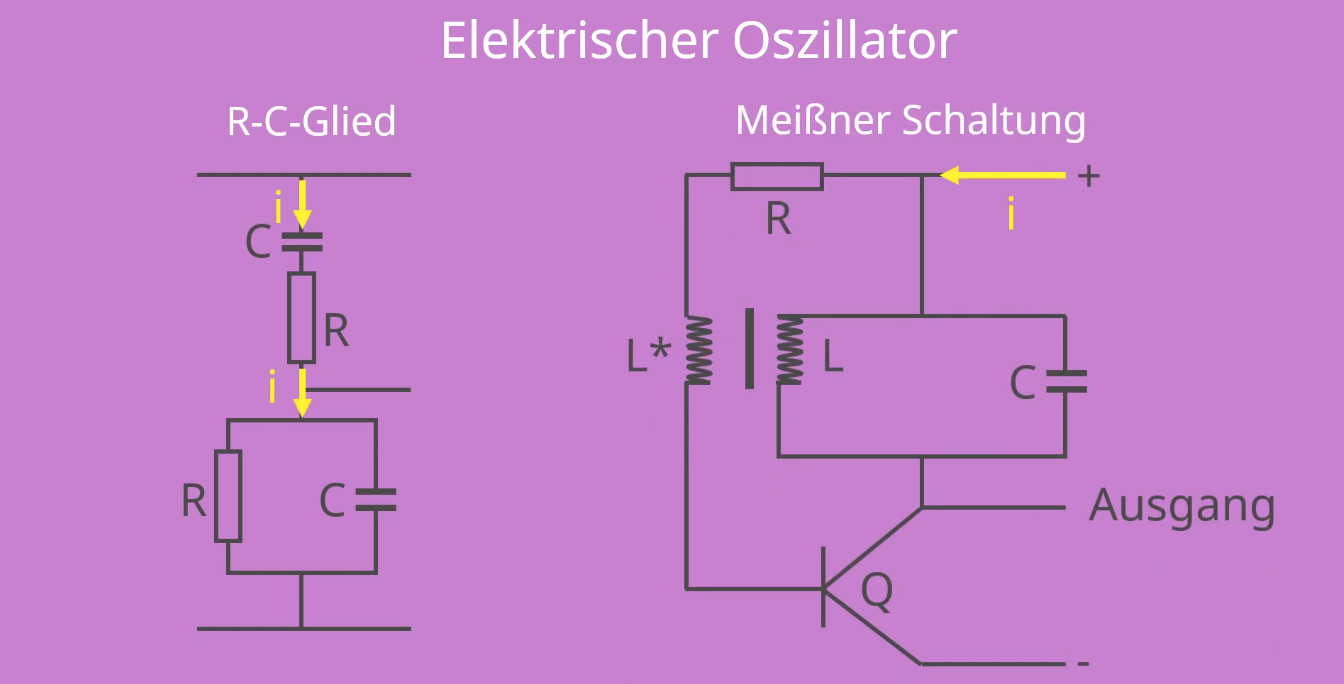 Elektrischer Oszillator
R-C-Glied
i
C
R
i
R
C
Meißner Schaltung
+
R
i
L*
L
C
Ausgang
Q
-